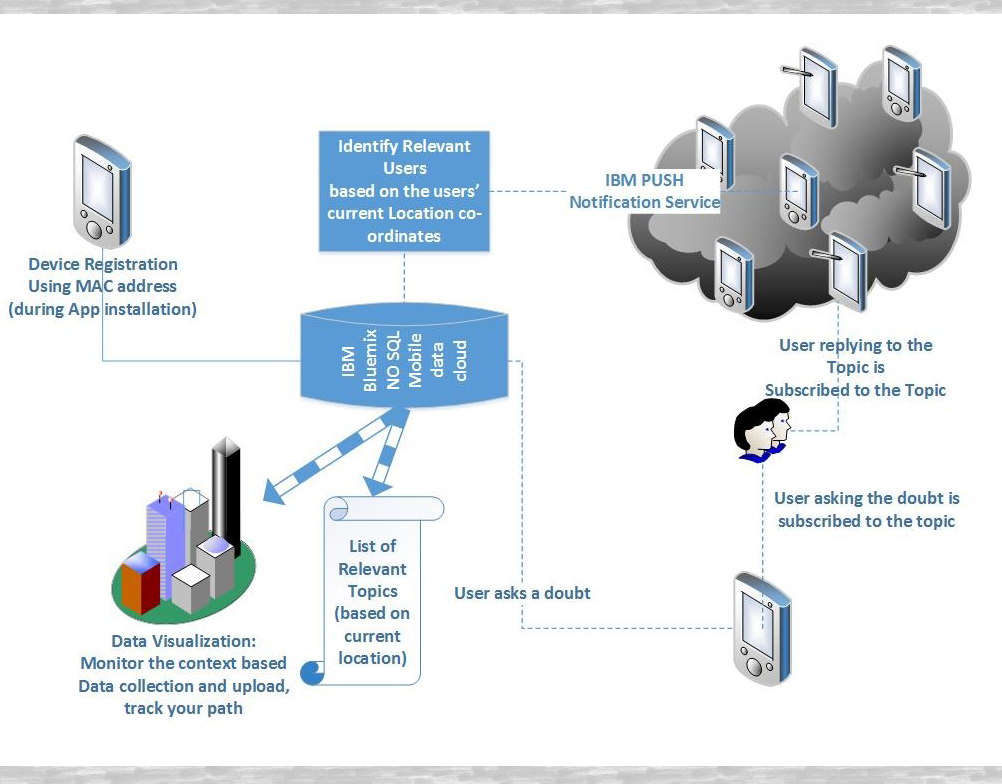 Identify Relevant
Users
based on the users’
current Location co-
ordinates
IBM PUSH
Notification Service
Device Registration
Using MAC address
(during App installation)
IBM
Bluemix
NO SQL
Mobile
data
cloud
User replying to the
Topic is
Subscribed to the Topic
User asking the doubt is
subscribed to the topic
List of
Relevant
Topics
(based on
current
location)
User asks a doubt
Data Visualization:
Monitor the context based
Data collection and upload,
track your path